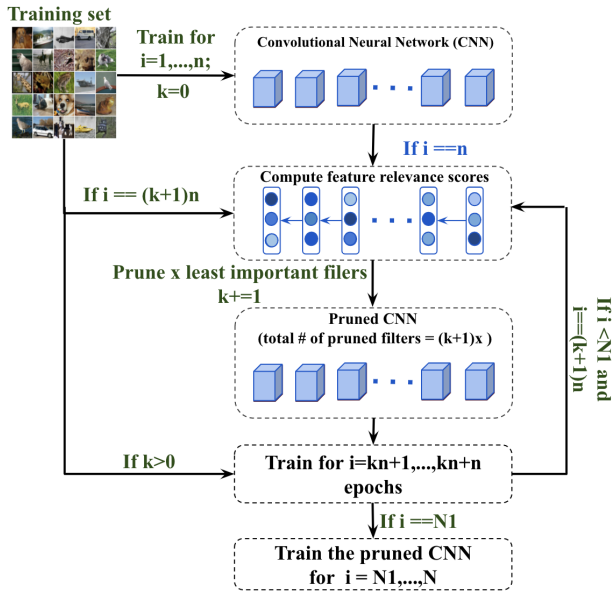 Training set
Train for
i=1,...,n;
k=0
Convolutional Neural Network (CNN)
If i ==n
Compute feature relevance scores
If i == (k+1)n
Prune x least important filers
k+=1
Pruned CNN
(total # of pruned filters = (k+1)x )
If i <N1 and
i==(k+1)n
If k>0
Train for i=kn+1,...,kn+n
epochs
If i ==N1
Train the pruned CNN
for i = N1,...,N